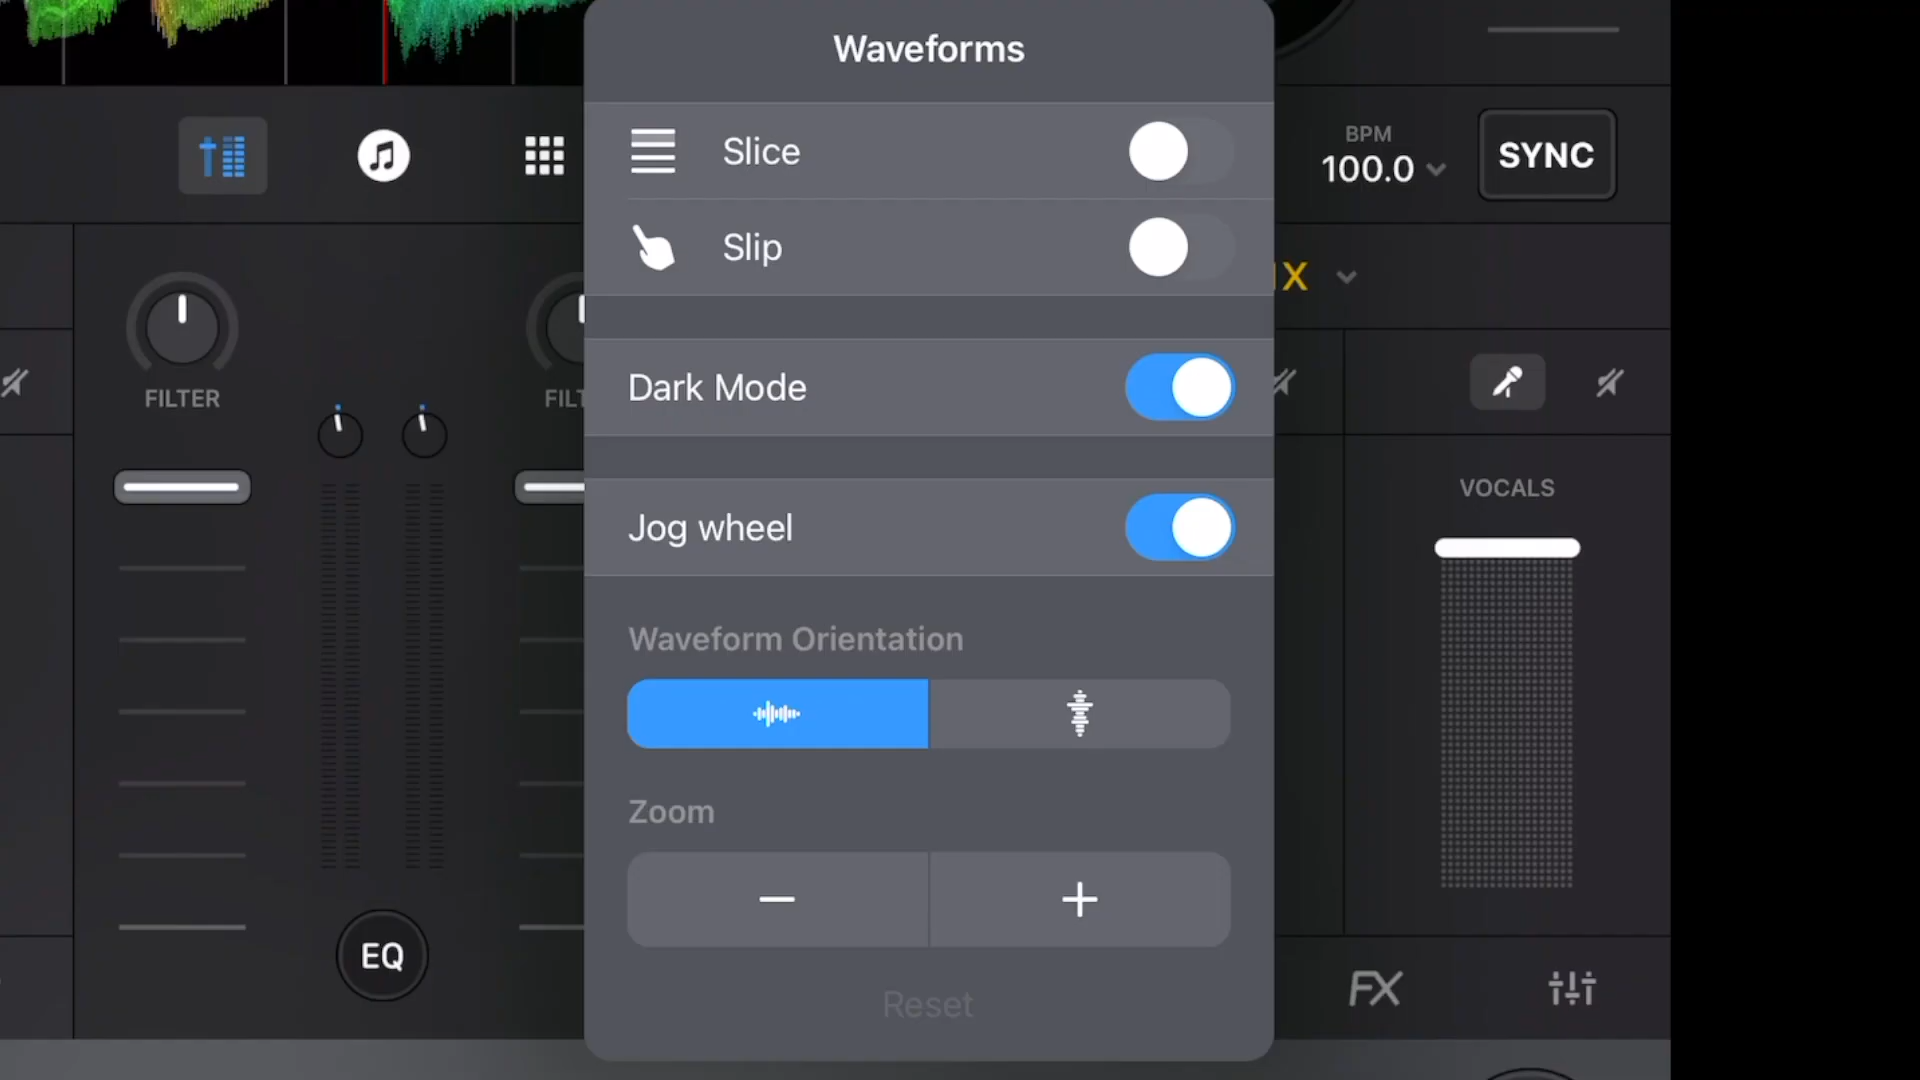 Waveforms
Slice
Slip
Dark Mode
Jog wheel
Waveform Orientation
Zoom
Reset
BPM
100.0
SYNC
X
FILTER
FILT
VOCALS
EQ
FX